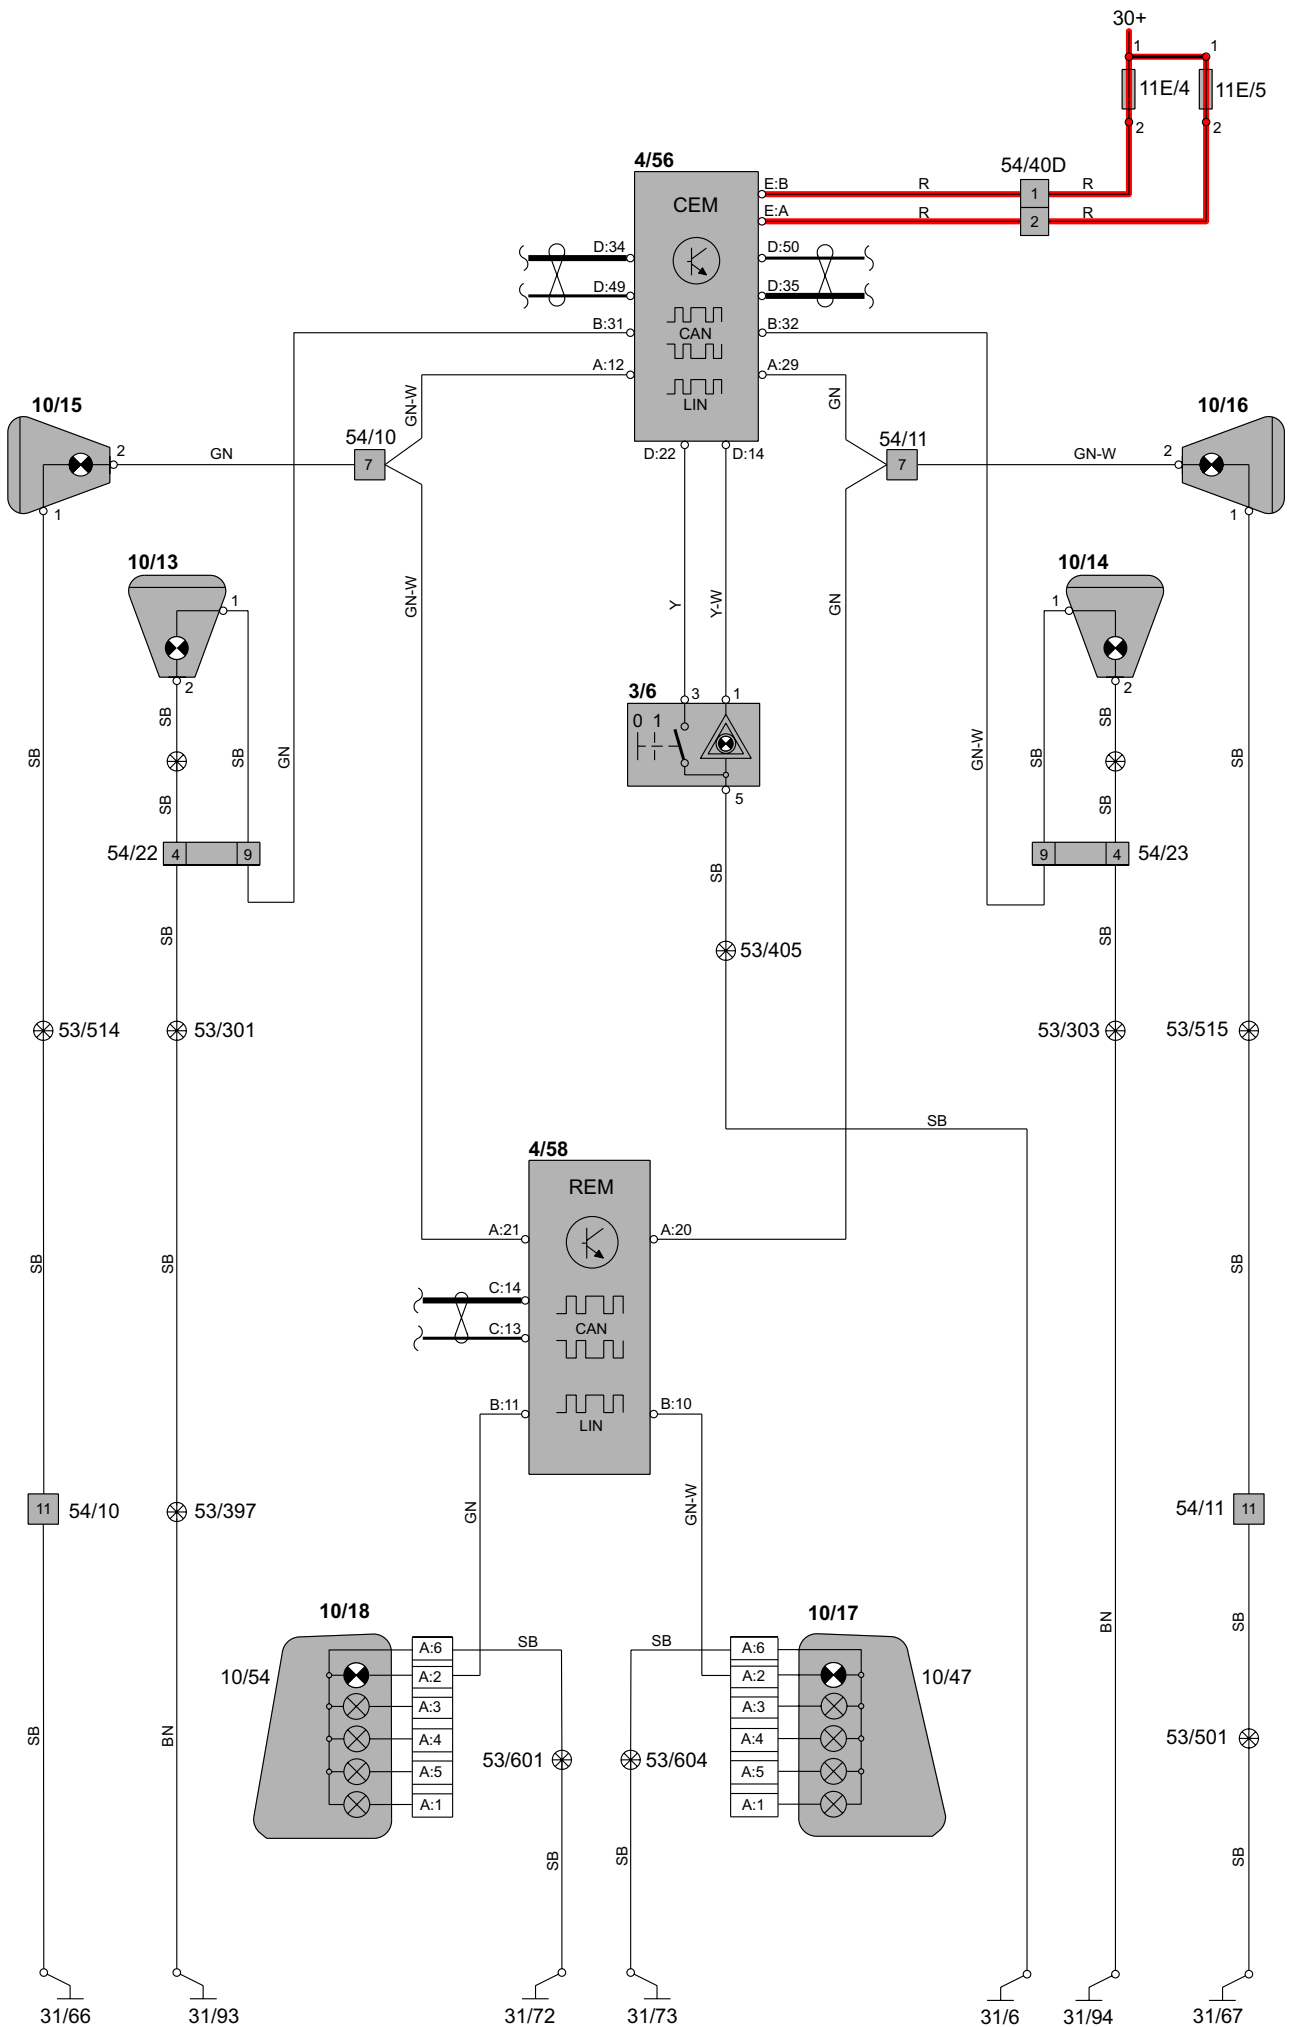 30+
1 1
11E/4 11E/5
2 2
4/56 54/40D
E:B R 1 R
CEM
E:A R 2 R
D:34 D:50
D:49 D:35
B:31 CAN B:32
A:12 A:29
LIN
GN-W GN
10/15 10/16
54/10 54/11
2 GN 7 7 GN-W 2
D:22 D:14
1 1
10/13 10/14
1 1
GN-W Y Y-W GN
2 2
3/6 3 1
SB SB
0 1
SB SB GN GN-W SB SB
5
SB SB
54/22 4 9 9 4 54/23
SB
SB SB
53/405
53/514 53/301 53/303 53/515
SB
4/58
REM
A:21 A:20
SB SB SB
C:14
CAN
C:13
B:11 B:10
LIN
GN GN-W
11 54/10 53/397 54/11 11
10/18 10/17
BN SB
A:6 SB SB A:6
10/54 A:2 A:2 10/47
A:3 A:3
SB BN A:4 A:4 53/501
53/601 53/604
A:5 A:5
A:1 A:1
SB SB SB
31/66 31/93 31/72 31/73 31/6 31/94 31/67